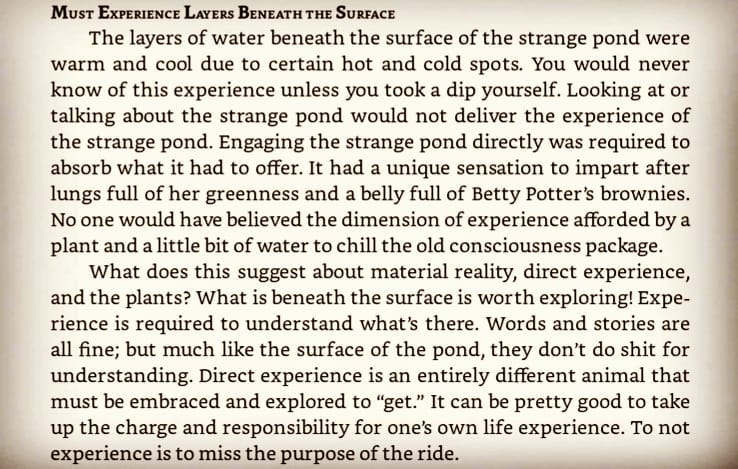 Must Experience Layers Beneath the Surface
The layers of water beneath the surface of the strange pond were
warm and cool due to certain hot and cold spots. You would never
know of this experience unless you took a dip yourself. Looking at or
talking about the strange pond would not deliver the experience of
the strange pond. Engaging the strange pond directly was required to
absorb what it had to offer. It had a unique sensation to impart after
lungs full of her greenness and a belly full of Betty Potter’s brownies.
No one would have believed the dimension of experience afforded by a
plant and a little bit of water to chill the old consciousness package.
What does this suggest about material reality, direct experience,
and the plants? What is beneath the surface is worth exploring! Expe-
rience is required to understand what’s there. Words and stories are
all fine; but much like the surface of the pond, they don’t do shit for
understanding. Direct experience is an entirely different animal that
must be embraced and explored to “get.” It can be pretty good to take
up the charge and responsibility for one’s own life experience. To not
experience is to miss the purpose of the ride.